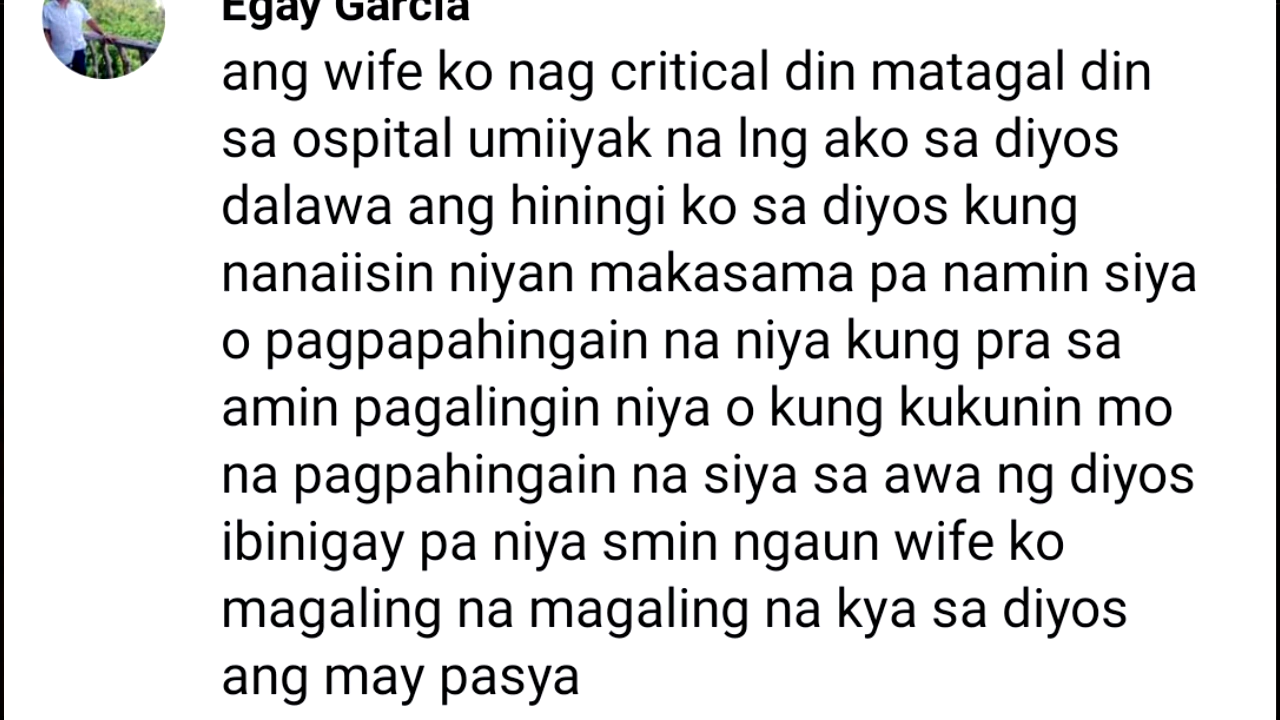 Egay Garcia
ang wife ko nag critical din matagal din
sa ospital umiiyak na lng ako sa diyos
dalawa ang hiningi ko sa diyos kung
nanaiisin niyan makasama pa namin siya
o pagpapahingain na niya kung pra sa
amin pagalingin niya o kung kukunin mo
na pagpahingain na siya sa awa ng diyos
ibinigay pa niya smin ngaun wife ko
magaling na magaling na kya sa diyos
ang may pasya